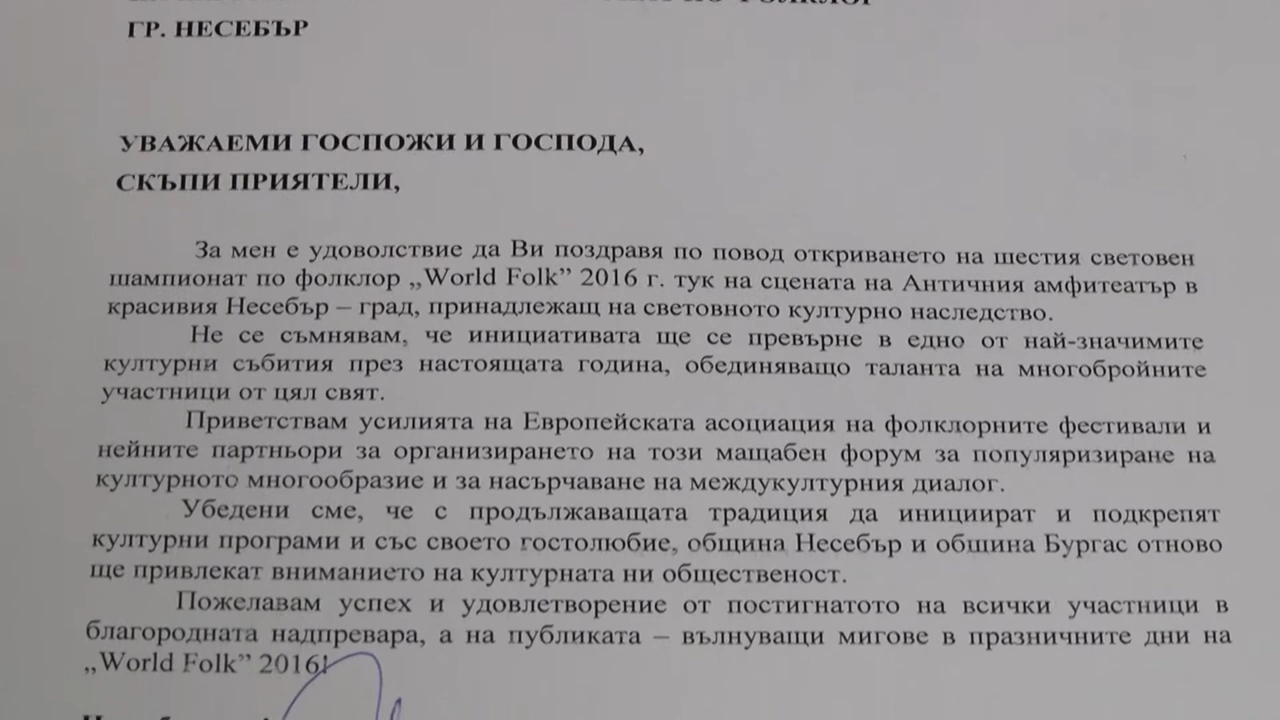 ГР. НЕСЕБЪР
УВАЖАЕМИ ГОСПОЖИ И ГОСПОДА,
СКЪПИ ПРИЯТЕЛИ,
За мен е удоволствие да Ви поздравя по повод откриването на шестия световен
шампионат по фолклор „World Folk” 2016 г. тук на сцената на Античния амфитеатър в
красивия Несебър – град, принадлежащ на световното културно наследство.
Не се съмнявам, че инициативата ще се превърне в едно от най-значимите
културни събития през настоящата година, обединяващо таланта на многобройните
участници от цял свят.
Приветствам усилията на Европейската асоциация на фолклорните фестивали и
нейните партньори за организирането на този мащабен форум за популяризиране на
културното многообразие и за насърчаване на междукултурния диалог.
Убедени сме, че с продължаващата традиция да инициират и подкрепят
културни програми и със своето гостолюбие, община Несебър и община Бургас отново
ще привлекат вниманието на културната ни общественост.
Пожелавам успех и удовлетворение от постигнатото на всички участници в
благородната надпревара, а на публиката – вълнуващи мигове в празничните дни на
„World Folk” 2016!